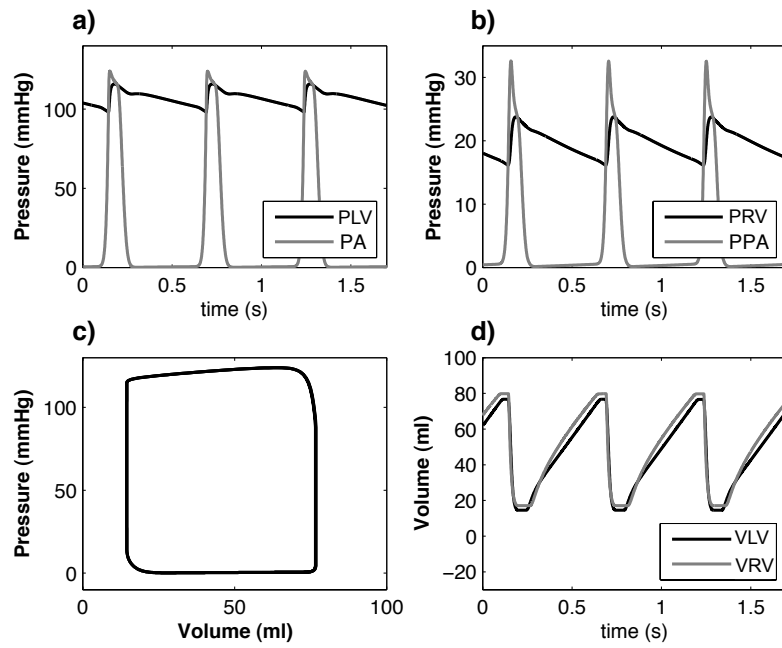 a)
Pressure (mmHg)
100
50
0
PLV
PA
0 0.5 1 1.5
time (s)
b)
Pressure (mmHg)
30
20
10
0
PRV
PPA
0 0.5 1 1.5
time (s)
c)
Pressure (mmHg)
100
50
0
0 50 100
Volume (ml)
d)
Volume (ml)
100
80
60
40
20
0
−20
VLV
VRV
0 0.5 1 1.5
time (s)